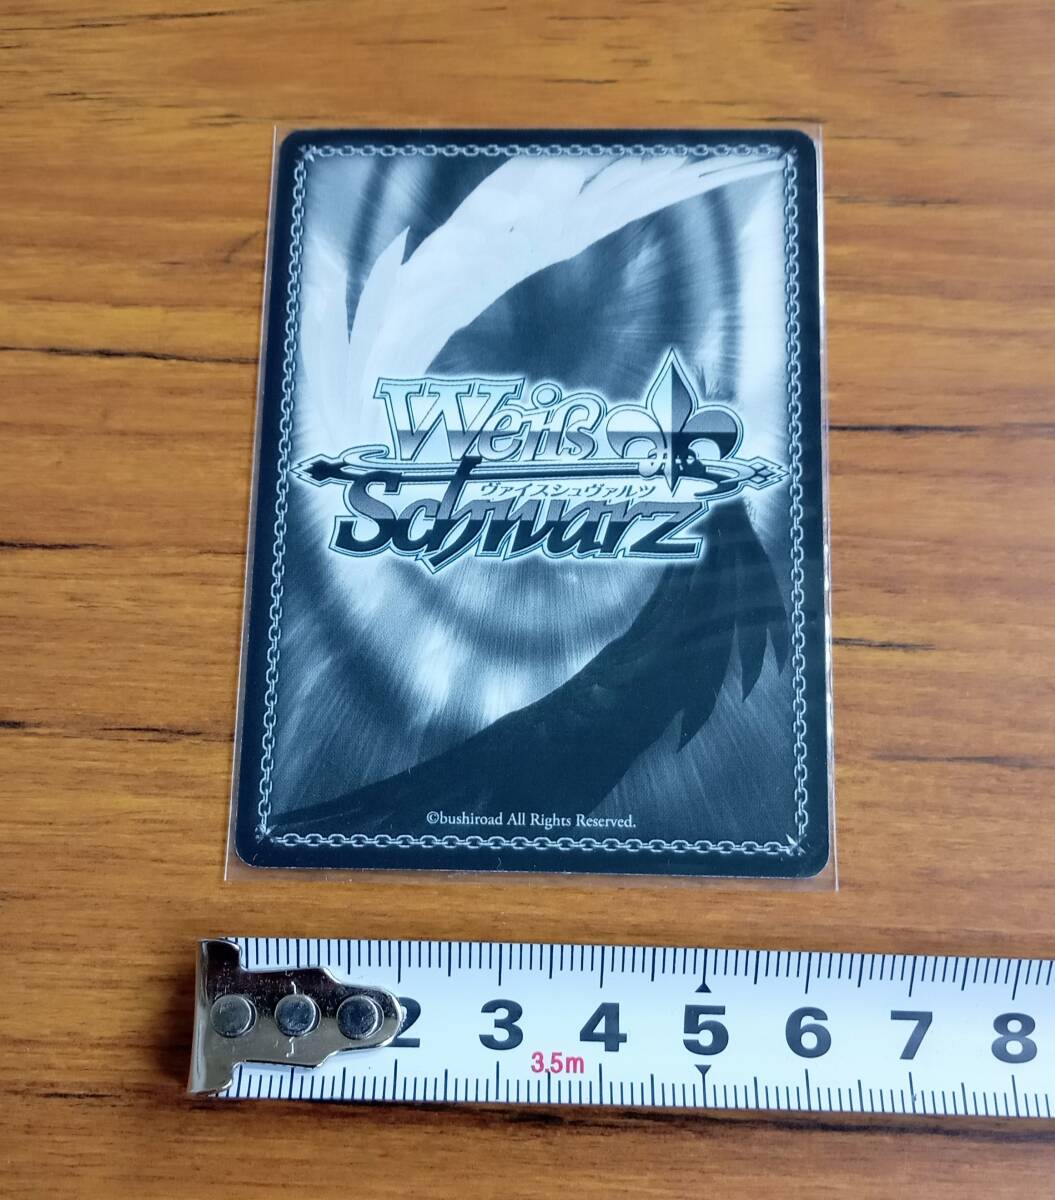 Weiß
ヴァイスシュヴァルツ
Schwarz
©bushiroad All Rights Reserved.
2 3 4 5 6 7 8
3.5m